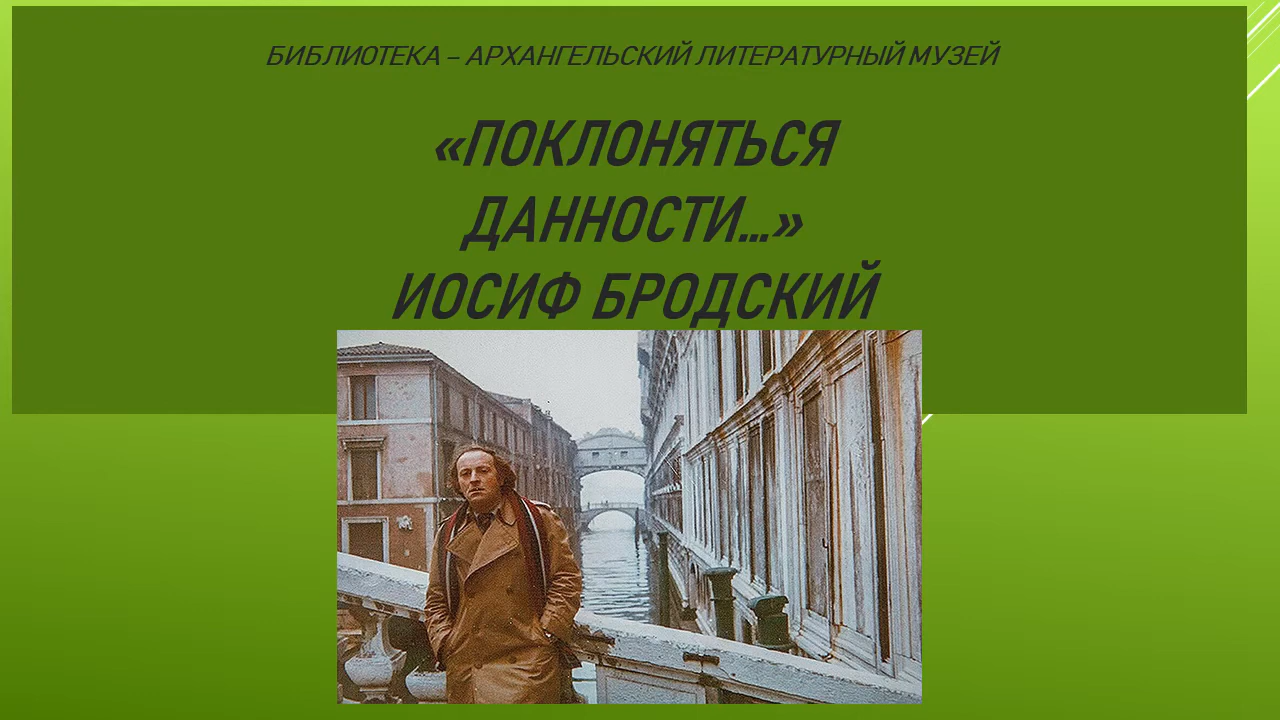 БИБЛИОТЕКА – АРХАНГЕЛЬСКИЙ ЛИТЕРАТУРНЫЙ МУЗЕЙ
«ПОКЛОНЯТЬСЯ
ДАННОСТИ...»
ИОСИФ БРОДСКИЙ